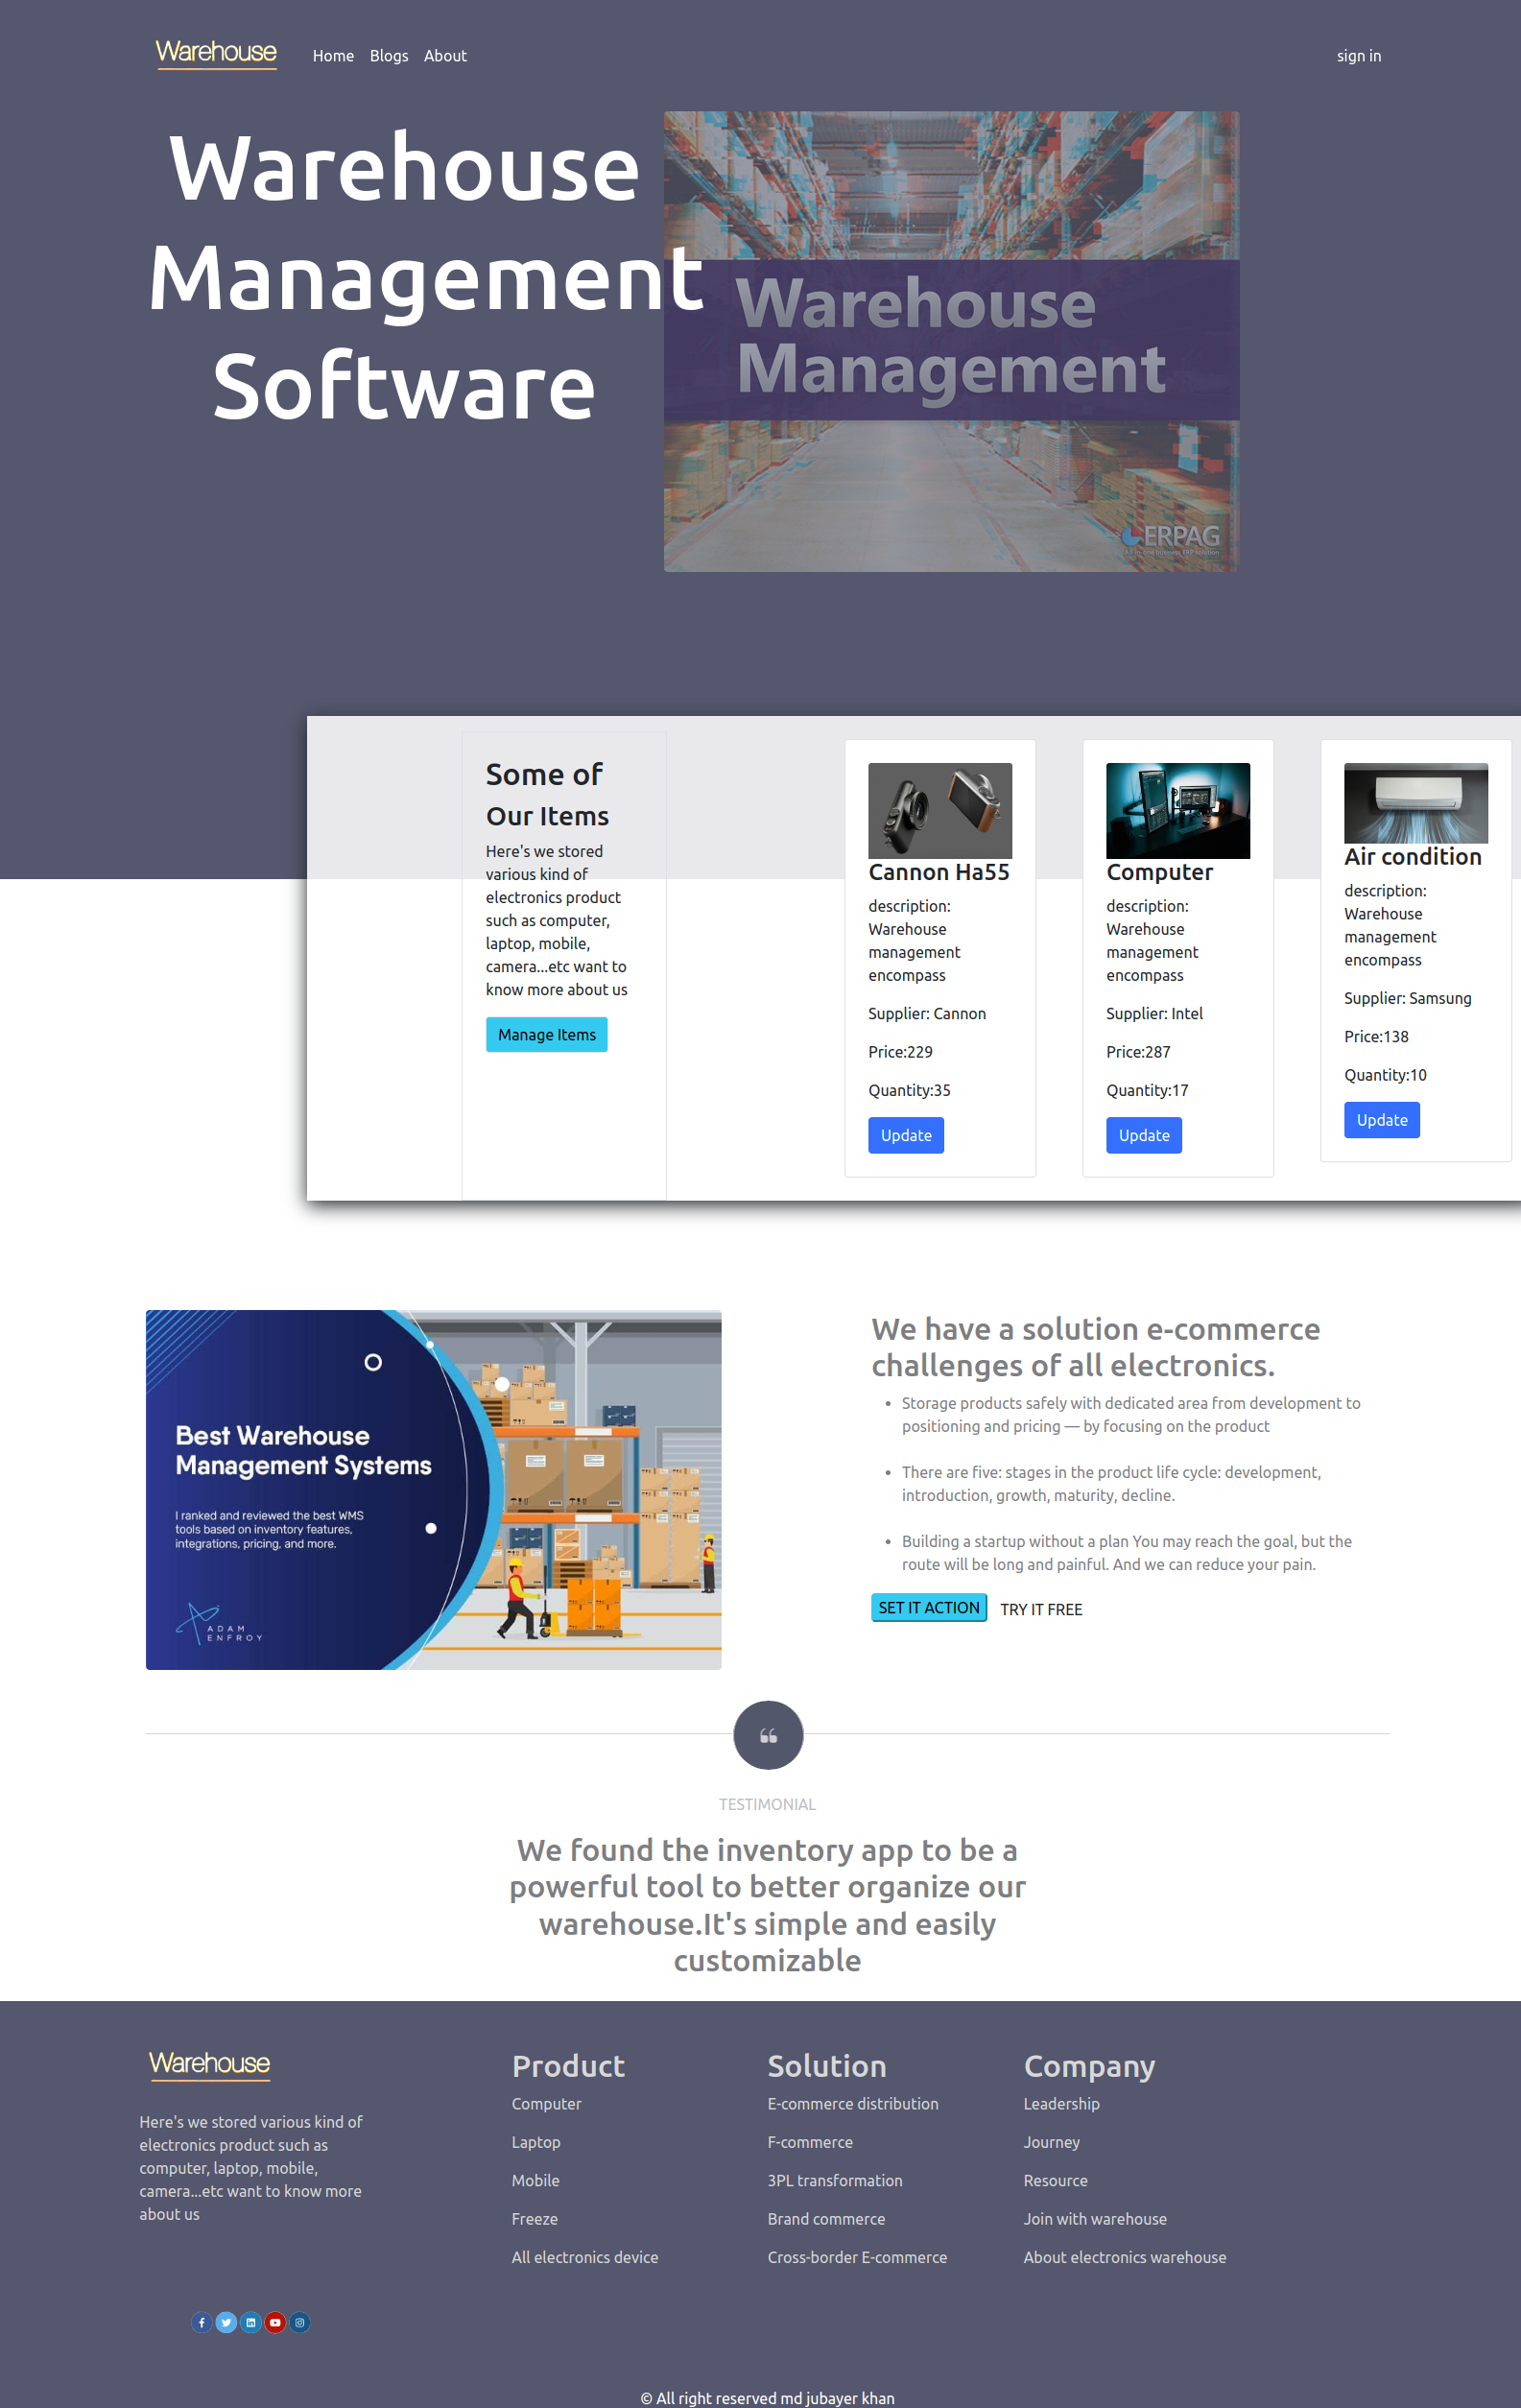 Warehouse
Home Blogs About
sign in
Warehouse
Management
Software
Warehouse
Management
ERPAG
Some of
Our Items
Here's we stored
various kind of
electronics product
such as computer,
laptop, mobile,
camera...etc want to
know more about us
Manage Items
Cannon Ha55
description:
Warehouse
management
encompass
Supplier: Cannon
Price:229
Quantity:35
Update
Computer
description:
Warehouse
management
encompass
Supplier: Intel
Price:287
Quantity:17
Update
Air condition
description:
Warehouse
management
encompass
Supplier: Samsung
Price:138
Quantity:10
Update
Best Warehouse
Management Systems
I ranked and reviewed the best WMS
tools based on inventory features,
integrations, pricing, and more.
ADAM
ENFROY
We have a solution e-commerce
challenges of all electronics.
• Storage products safely with dedicated area from development to
positioning and pricing — by focusing on the product
• There are five: stages in the product life cycle: development,
introduction, growth, maturity, decline.
• Building a startup without a plan You may reach the goal, but the
route will be long and painful. And we can reduce your pain.
SET IT ACTION TRY IT FREE
TESTIMONIAL
We found the inventory app to be a
powerful tool to better organize our
warehouse.It's simple and easily
customizable
Warehouse
Here's we stored various kind of
electronics product such as
computer, laptop, mobile,
camera...etc want to know more
about us
Product
Computer
Laptop
Mobile
Freeze
All electronics device
Solution
E-commerce distribution
F-commerce
3PL transformation
Brand commerce
Cross-border E-commerce
Company
Leadership
Journey
Resource
Join with warehouse
About electronics warehouse
© All right reserved md jubayer khan